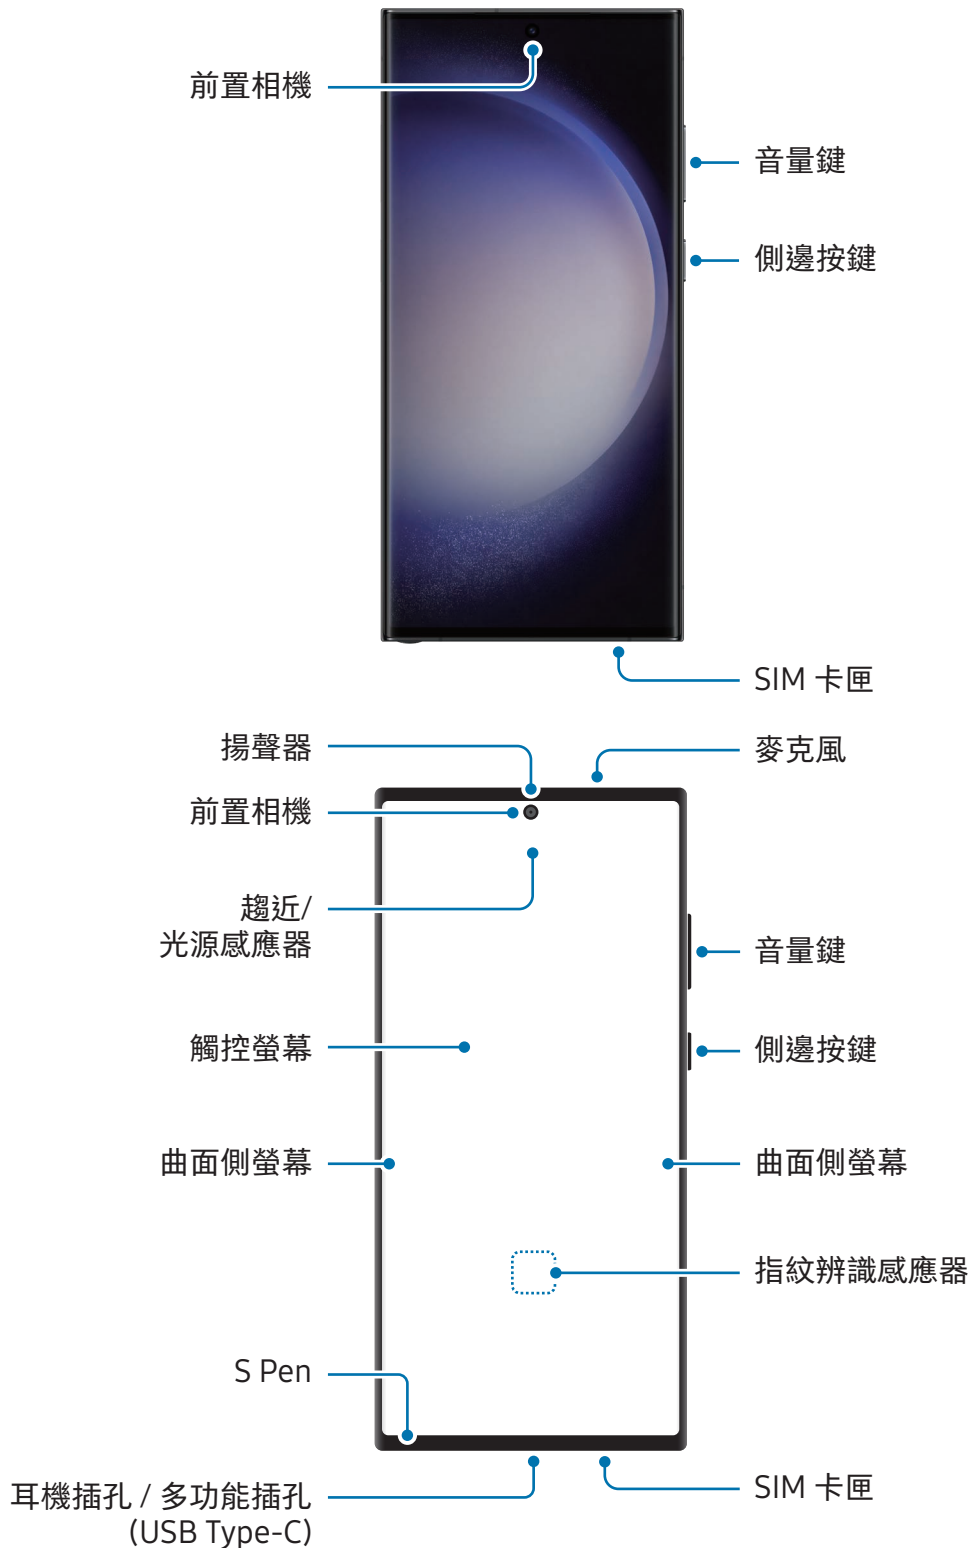 前置相機
音量鍵
側邊按鍵
SIM 卡匣
揚聲器
麥克風
前置相機
趨近/
光源感應器
音量鍵
觸控螢幕
側邊按鍵
曲面側螢幕
曲面側螢幕
指紋辨識感應器
S Pen
耳機插孔 / 多功能插孔
(USB Type-C)
SIM 卡匣